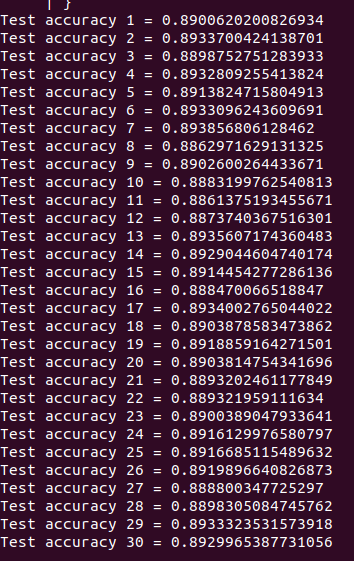 | }
Test accuracy 1 = 0.8900620200826934
Test accuracy 2 = 0.8933700424138701
Test accuracy 3 = 0.8898752751283933
Test accuracy 4 = 0.8932809255413824
Test accuracy 5 = 0.8913824715804913
Test accuracy 6 = 0.8933096243609691
Test accuracy 7 = 0.893856806128462
Test accuracy 8 = 0.8862971629131325
Test accuracy 9 = 0.8902600264433671
Test accuracy 10 = 0.8883199762540813
Test accuracy 11 = 0.8861375193455671
Test accuracy 12 = 0.8873740367516301
Test accuracy 13 = 0.8935607174360483
Test accuracy 14 = 0.8929044604740174
Test accuracy 15 = 0.8914454277286136
Test accuracy 16 = 0.888470066518847
Test accuracy 17 = 0.8934002765044022
Test accuracy 18 = 0.8903878583473862
Test accuracy 19 = 0.8918859164271501
Test accuracy 20 = 0.8903814754341696
Test accuracy 21 = 0.8893202461177849
Test accuracy 22 = 0.889321959111634
Test accuracy 23 = 0.8900389047933641
Test accuracy 24 = 0.8916129976580797
Test accuracy 25 = 0.8916685115489632
Test accuracy 26 = 0.8919896640826873
Test accuracy 27 = 0.888800347725297
Test accuracy 28 = 0.8898305084745762
Test accuracy 29 = 0.8933323531573918
Test accuracy 30 = 0.8929965387731056